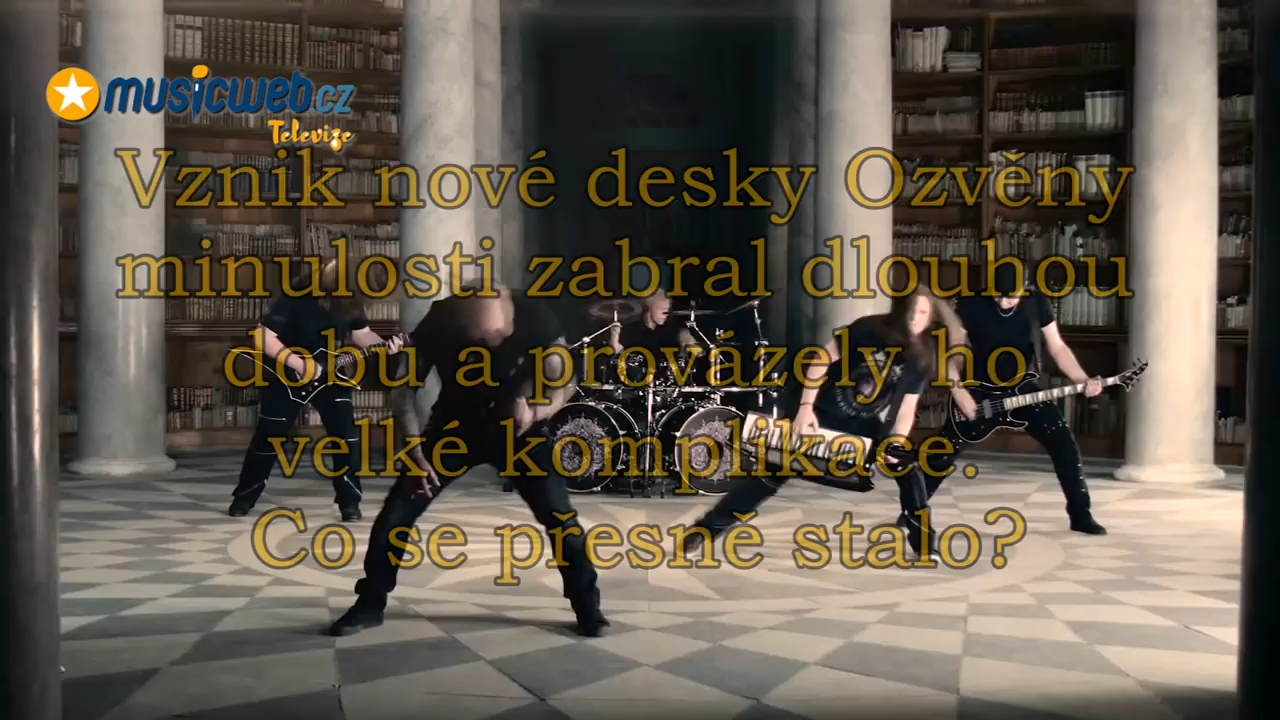 musicweb.cz
Televize
Vznik nové desky Ozvěny
minulosti zabral dlouhou
dobu a provázely ho
velké komplikace.
Co se přesně stalo?